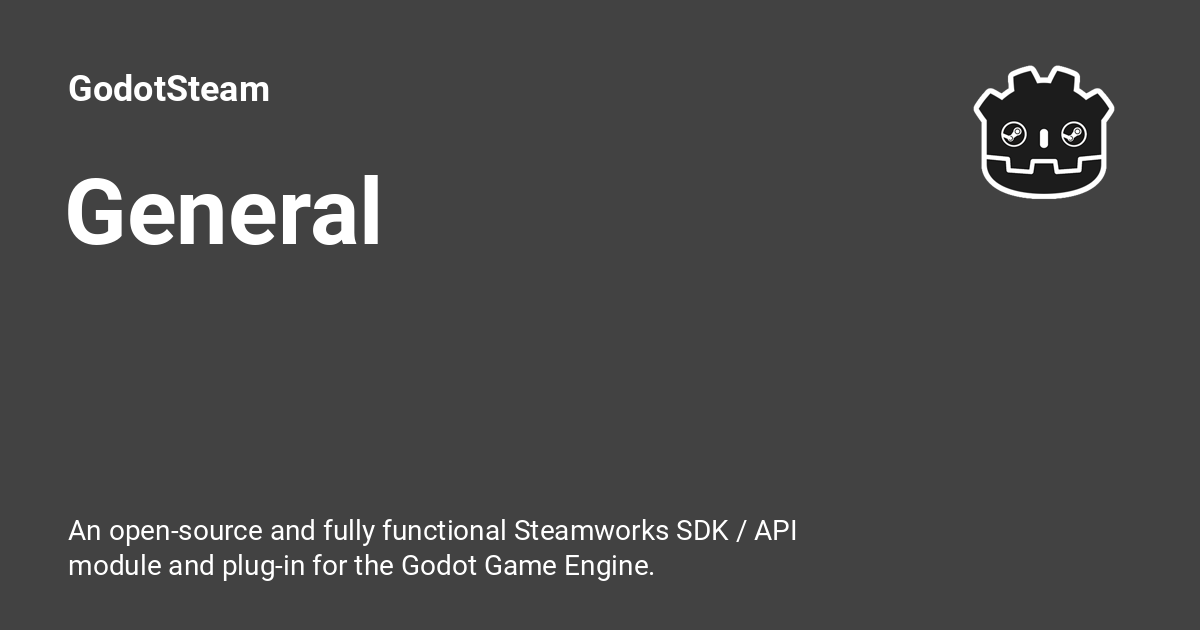 GodotSteam
General
An open-source and fully functional Steamworks SDK / API
module and plug-in for the Godot Game Engine.